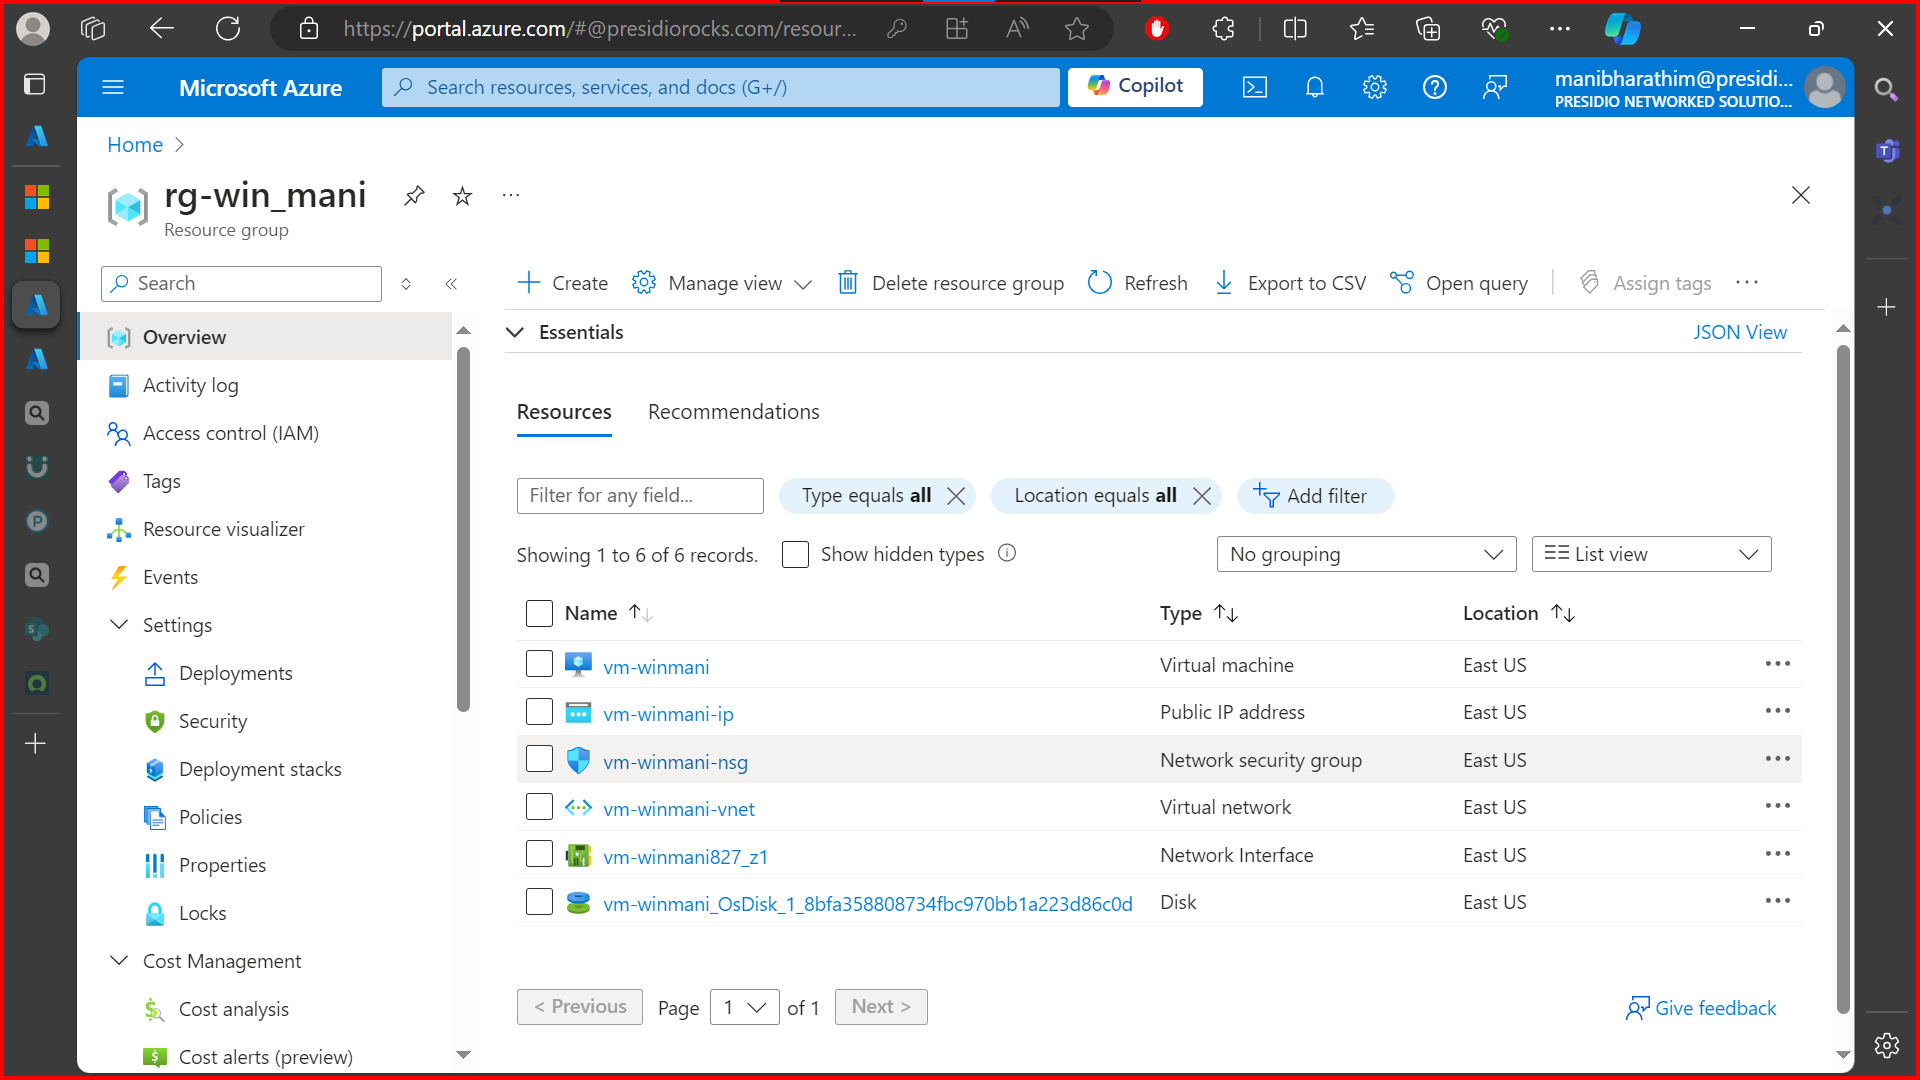 https://portal.azure.com/#@presidiorocks.com/resour...
Microsoft Azure
Search resources, services, and docs (G+/)
Copilot
manibharathim@presidi...
PRESIDIO NETWORKED SOLUTIO...
Home
rg-win_mani
Resource group
Search
Create
Manage view
Delete resource group
Refresh
Export to CSV
Open query
Assign tags
Overview
Activity log
Access control (IAM)
Tags
Resource visualizer
Events
Settings
Deployments
Security
Deployment stacks
Policies
Properties
Locks
Cost Management
Cost analysis
Cost alerts (preview)
Essentials
JSON View
Resources
Recommendations
Filter for any field...
Type equals all
Location equals all
Add filter
Showing 1 to 6 of 6 records.
Show hidden types
No grouping
List view
Name
Type
Location
vm-winmani
Virtual machine
East US
vm-winmani-ip
Public IP address
East US
vm-winmani-nsg
Network security group
East US
vm-winmani-vnet
Virtual network
East US
vm-winmani827_z1
Network Interface
East US
vm-winmani_OsDisk_1_8bfa358808734fbc970bb1a223d86c0d
Disk
East US
< Previous
Page
1
of 1
Next >
Give feedback